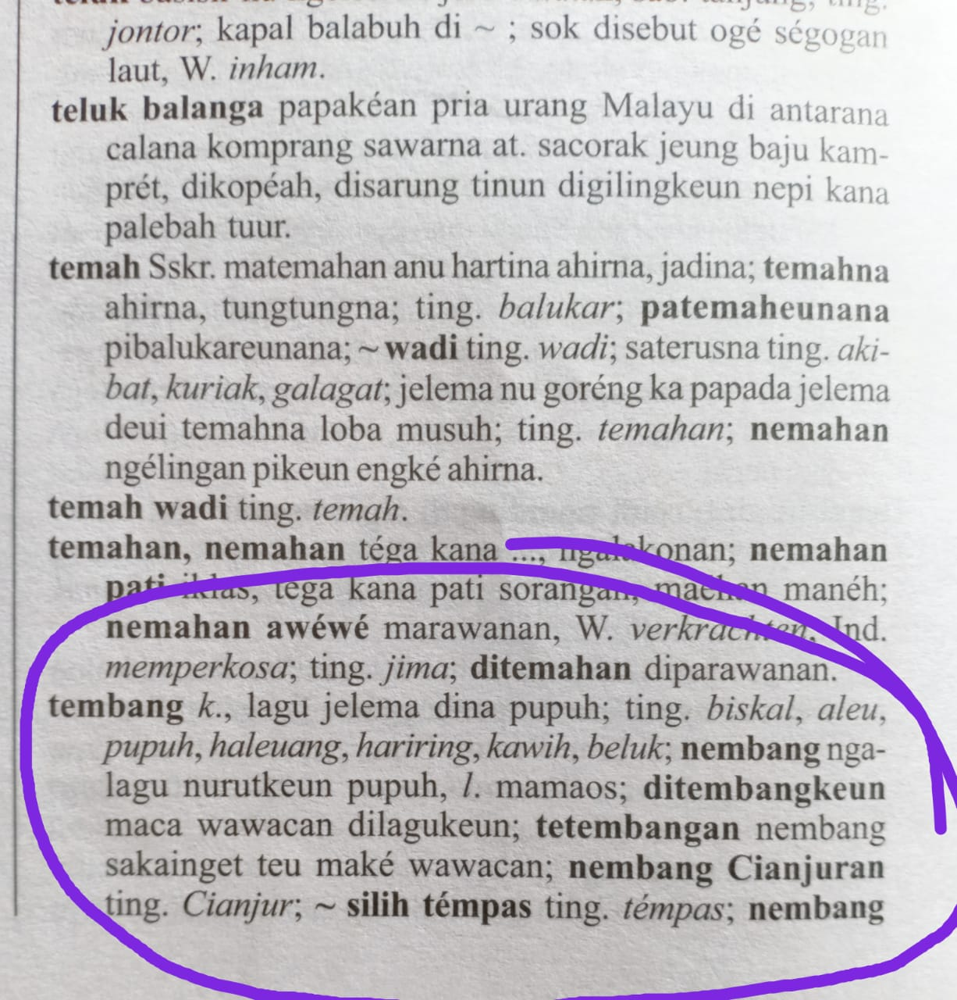 jontor; kapal balabuh di ~ ; sok disebut ogé ségogan
laut, W. inham.
teluk balanga papakéan pria urang Malayu di antarana
calana komprang sawarna at. sacorak jeung baju kam-
prét, dikopéah, disarung tinun digilingkeun nepi kana
palebah tuur.
temah Sskr. matemahan anu hartina ahirna, jadina; temahna
ahirna, tungtungna; ting. balukar; patemaheunana
pibalukareunana; ~ wadi ting. wadi; saterusna ting. aki-
bat, kuriak, galagat; jelema nu goréng ka papada jelema
deui temahna loba musuh; ting. temahan; nemahan
ngélingan pikeun engké ahirna.
temah wadi ting. temah.
temahan, nemahan téga kana ..., ngalakonan; nemahan
pati iklas, tega kana pati sorangan, maéhan manéh;
nemahan awéwé marawanan, W. verkrachten, Ind.
memperkosa; ting. jima; ditemahan diparawanan.
tembang k., lagu jelema dina pupuh; ting. biskal, aleu,
pupuh, haleuang, hariring, kawih, beluk; nembang nga-
lagu nurutkeun pupuh, l. mamaos; ditembangkeun
maca wawacan dilagukeun; tetembangan nembang
sakainget teu maké wawacan; nembang Cianjuran
ting. Cianjur; ~ silih témpas ting. témpas; nembang